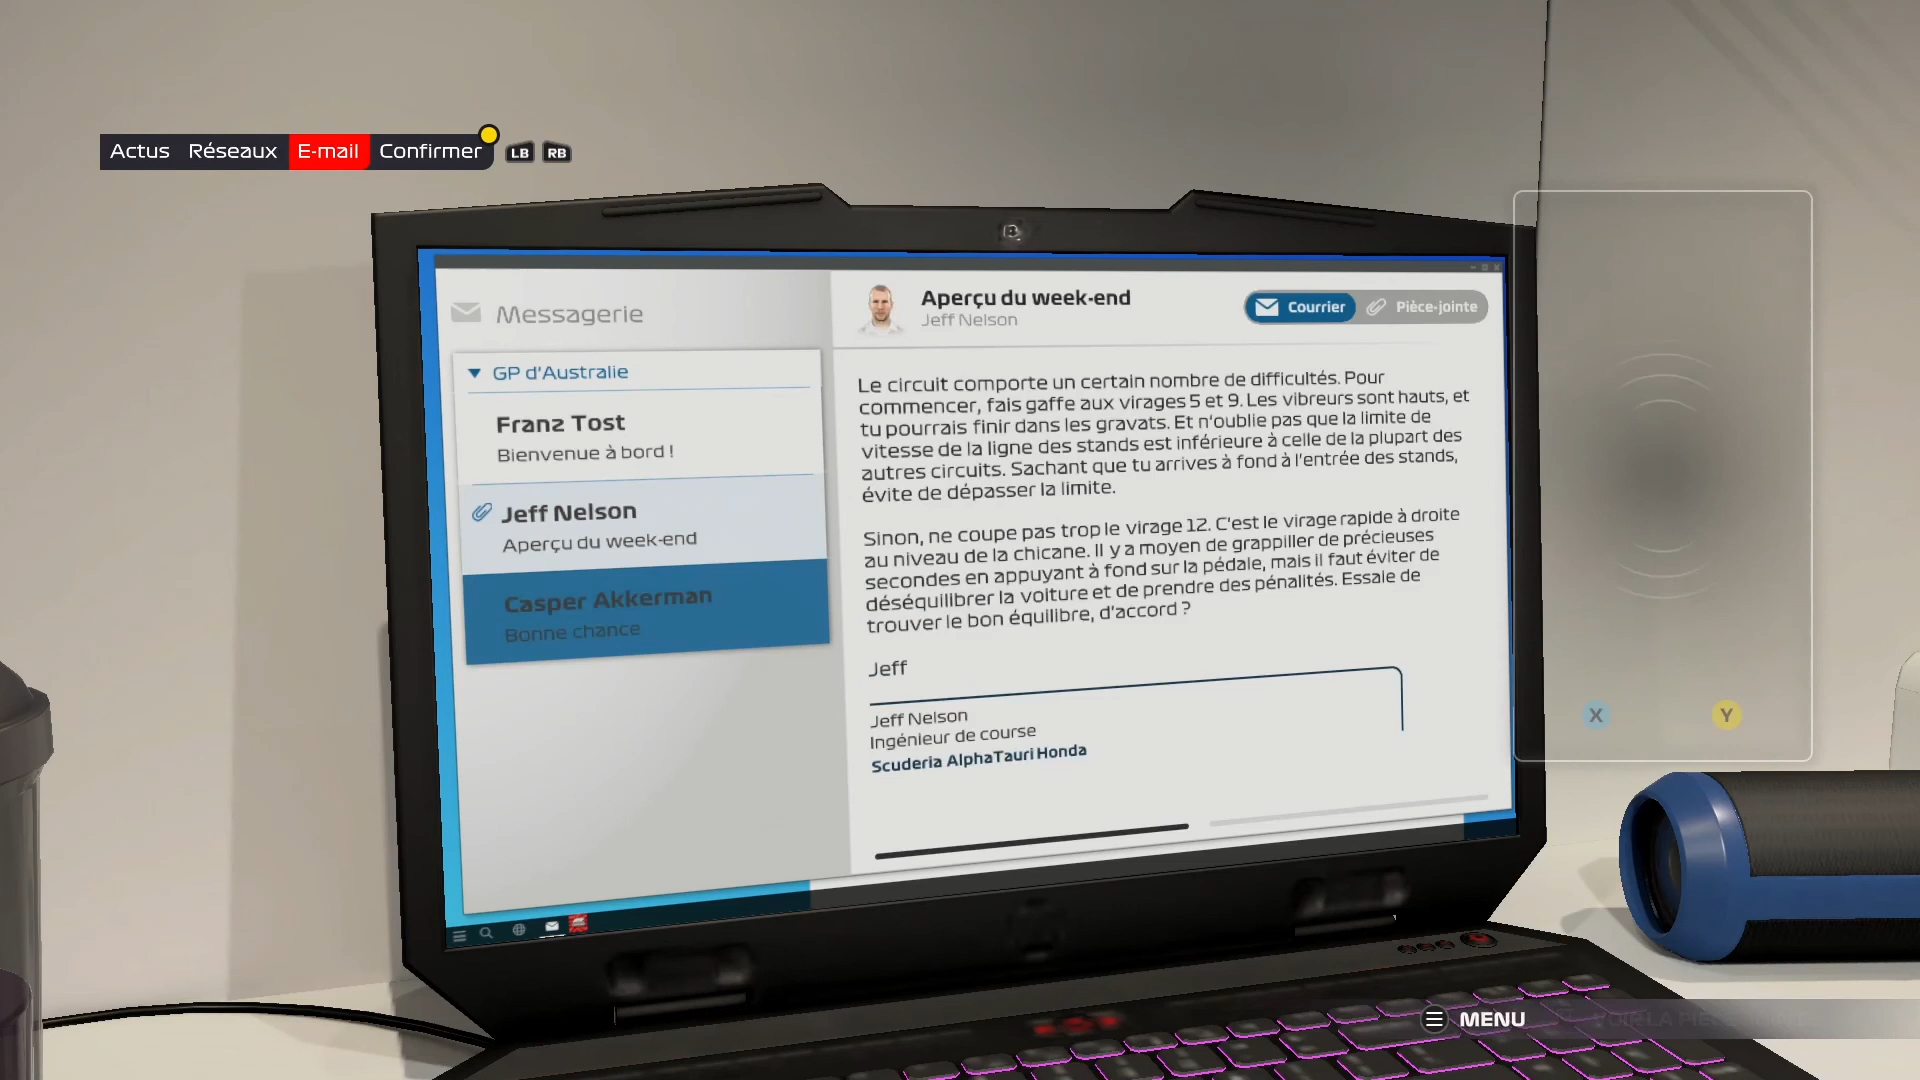 Actus Réseaux E-mail Confirmer LB RB
Messagerie
GP d'Australie
Franz Tost
Bienvenue à bord !
Jeff Nelson
Aperçu du week-end
Casper Akkerman
Bonne chance
Aperçu du week-end
Jeff Nelson
Courrier Pièce-jointe
Le circuit comporte un certain nombre de difficultés. Pour
commencer, fais gaffe aux virages 5 et 9. Les vibreurs sont hauts, et
tu pourrais finir dans les gravats. Et n'oublie pas que la limite de
vitesse de la ligne des stands est inférieure à celle de la plupart des
autres circuits. Sachant que tu arrives à fond à l'entrée des stands,
évite de dépasser la limite.
Sinon, ne coupe pas trop le virage 12. C'est le virage rapide à droite
au niveau de la chicane. Il y a moyen de grappiller de précieuses
secondes en appuyant à fond sur la pédale, mais il faut éviter de
déséquilibrer la voiture et de prendre des pénalités. Essaie de
trouver le bon équilibre, d'accord ?
Jeff
Jeff Nelson
Ingénieur de course
Scuderia AlphaTauri Honda
X Y
MENU